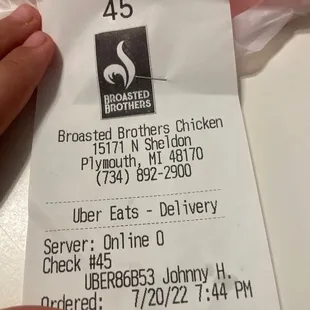 45
BROASTED
BROTHERS
Broasted Brothers Chicken
15171 N Sheldon
Plymouth, MI 48170
(734) 892-2900
Uber Eats - Delivery
Server: Online O
Check #45
UBER86B53 Johnny H.
Ordered: 7/20/22 7:44 PM